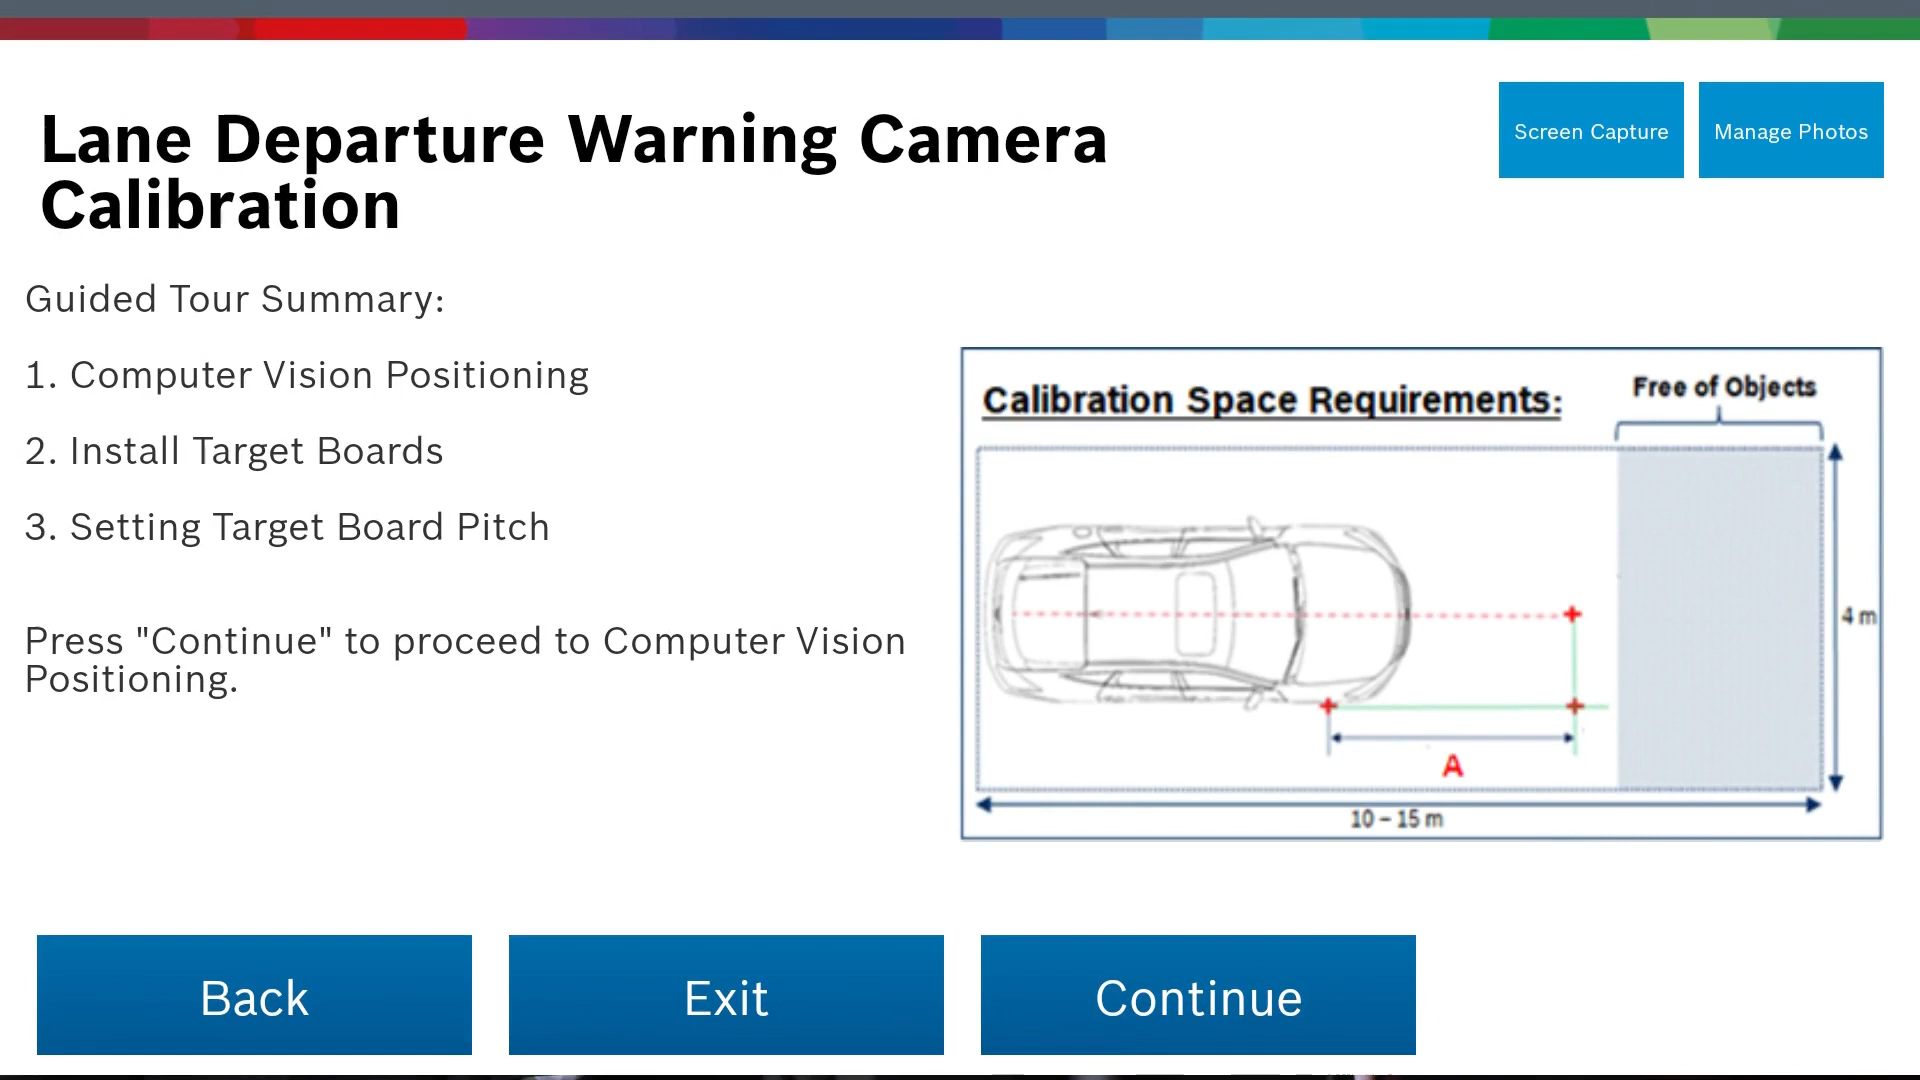 Lane Departure Warning Camera
Calibration
Screen Capture
Manage Photos
Guided Tour Summary:
1. Computer Vision Positioning
2. Install Target Boards
3. Setting Target Board Pitch
Press "Continue" to proceed to Computer Vision
Positioning.
Calibration Space Requirements:
Free of Objects
4 m
A
10 – 15 m
Back
Exit
Continue